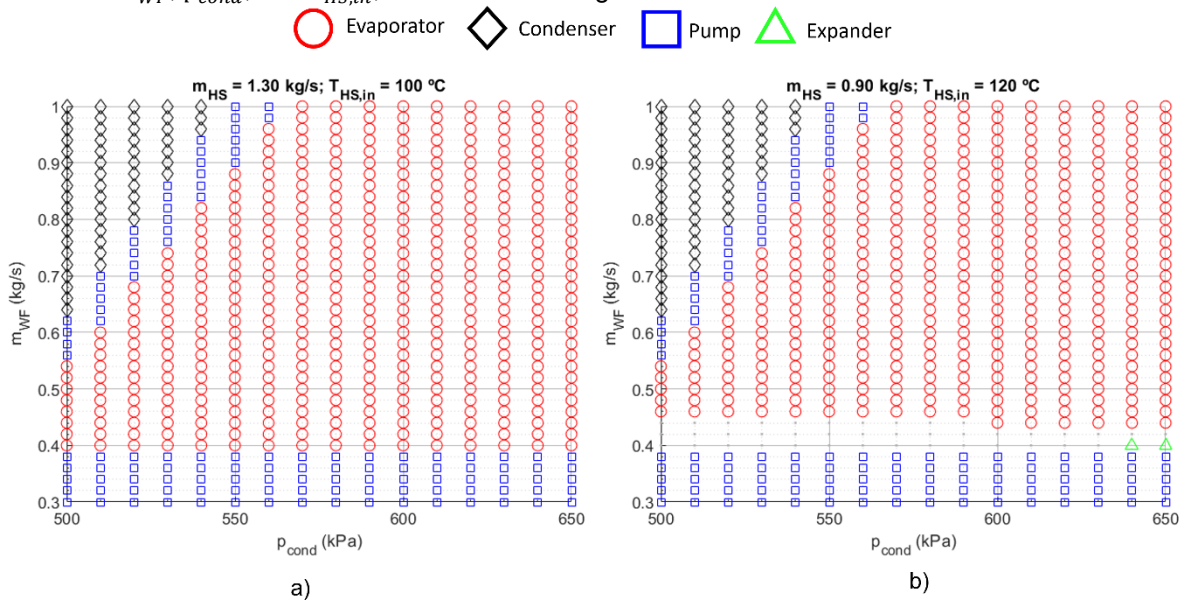 Evaporator Condenser Pump Expander
m_HS = 1.30 kg/s; T_HS,in = 100 ºC
m_HS = 0.90 kg/s; T_HS,in = 120 ºC
1
0.9
0.8
0.7
0.6
0.5
0.4
0.3
m_WF (kg/s)
500 550 600 650
p_cond (kPa)
a)
1
0.9
0.8
0.7
0.6
0.5
0.4
0.3
m_WF (kg/s)
500 550 600 650
p_cond (kPa)
b)